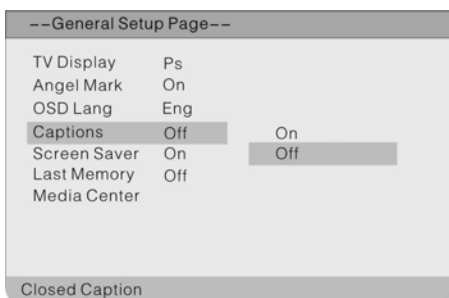 --General Setup Page--
TV Display Ps
Angel Mark On
OSD Lang Eng
Captions Off On
Screen Saver On Off
Last Memory Off
Media Center
Closed Caption